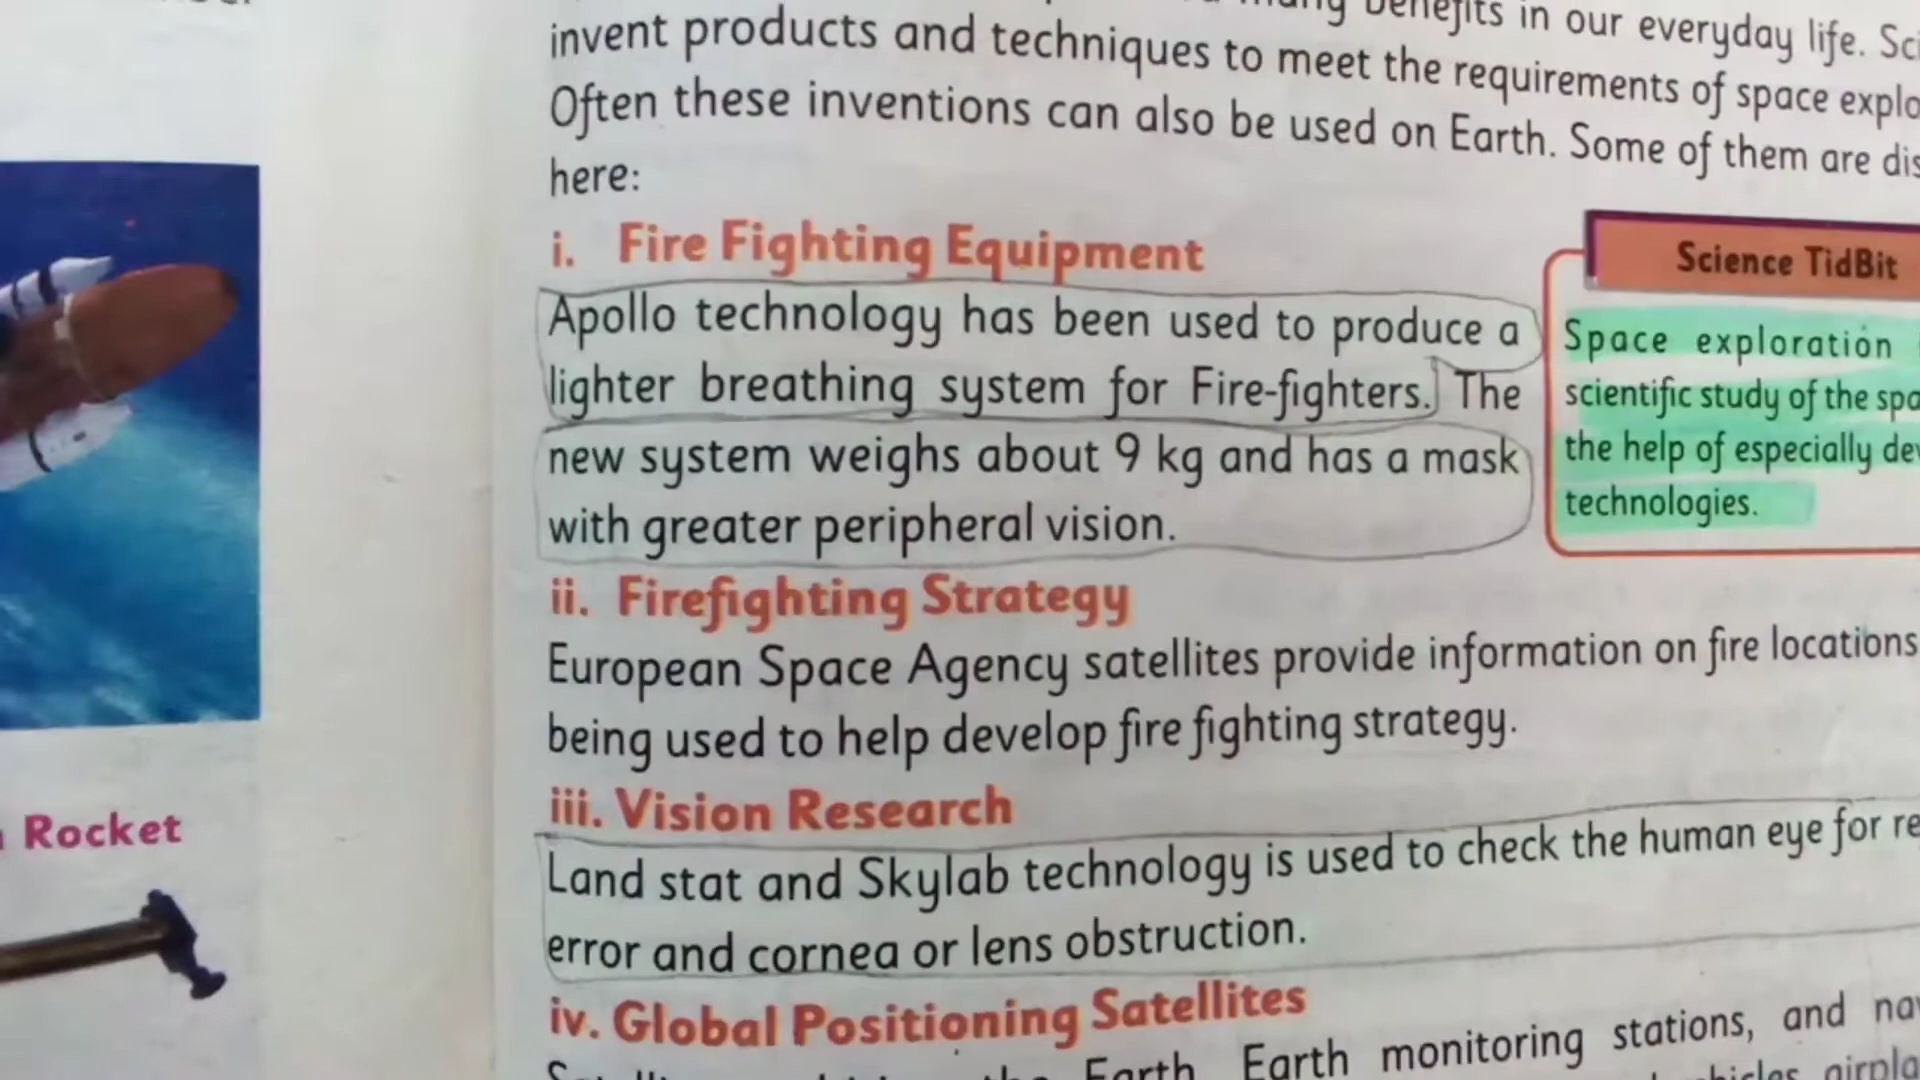 benefits in our everyday life.
invent products and techniques to meet the requirements of space
Often these inventions can also be used on Earth. Some of them are
here:
i. Fire Fighting Equipment
Apollo technology has been used to produce a
lighter breathing system for Fire-fighters. The
new system weighs about 9 kg and has a mask
with greater peripheral vision.
Science TidBit
Space exploration
scientific study of the
the help of especially
technologies.
ii. Firefighting Strategy
European Space Agency satellites provide information on fire locations
being used to help develop fire fighting strategy.
iii. Vision Research
Land stat and Skylab technology is used to check the human eye for
error and cornea or lens obstruction.
iv. Global Positioning Satellites
Earth Earth monitoring stations, and
Rocket